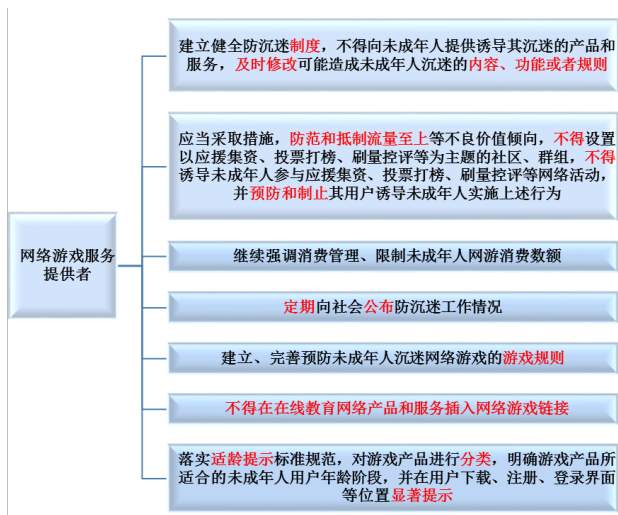 建立健全防沉迷制度，不得向未成年人提供诱导其沉迷的产品和
服务，及时修改可能造成未成年人沉迷的内容、功能或者规则
应当采取措施，防范和抵制流量至上等不良价值倾向，不得设置
以应援集资、投票打榜、刷量控评等为主题的社区、群组，不得
诱导未成年人参与应援集资、投票打榜、刷量控评等网络活动，
并预防和制止其用户诱导未成年人实施上述行为
网络游戏服务
提供者
继续强调消费管理、限制未成年人网游消费数额
定期向社会公布防沉迷工作情况
建立、完善预防未成年人沉迷网络游戏的游戏规则
不得在在线教育网络产品和服务插入网络游戏链接
落实适龄提示标准规范，对游戏产品进行分类，明确游戏产品所
适合的未成年人用户年龄阶段，并在用户下载、注册、登录界面
等位置显著提示